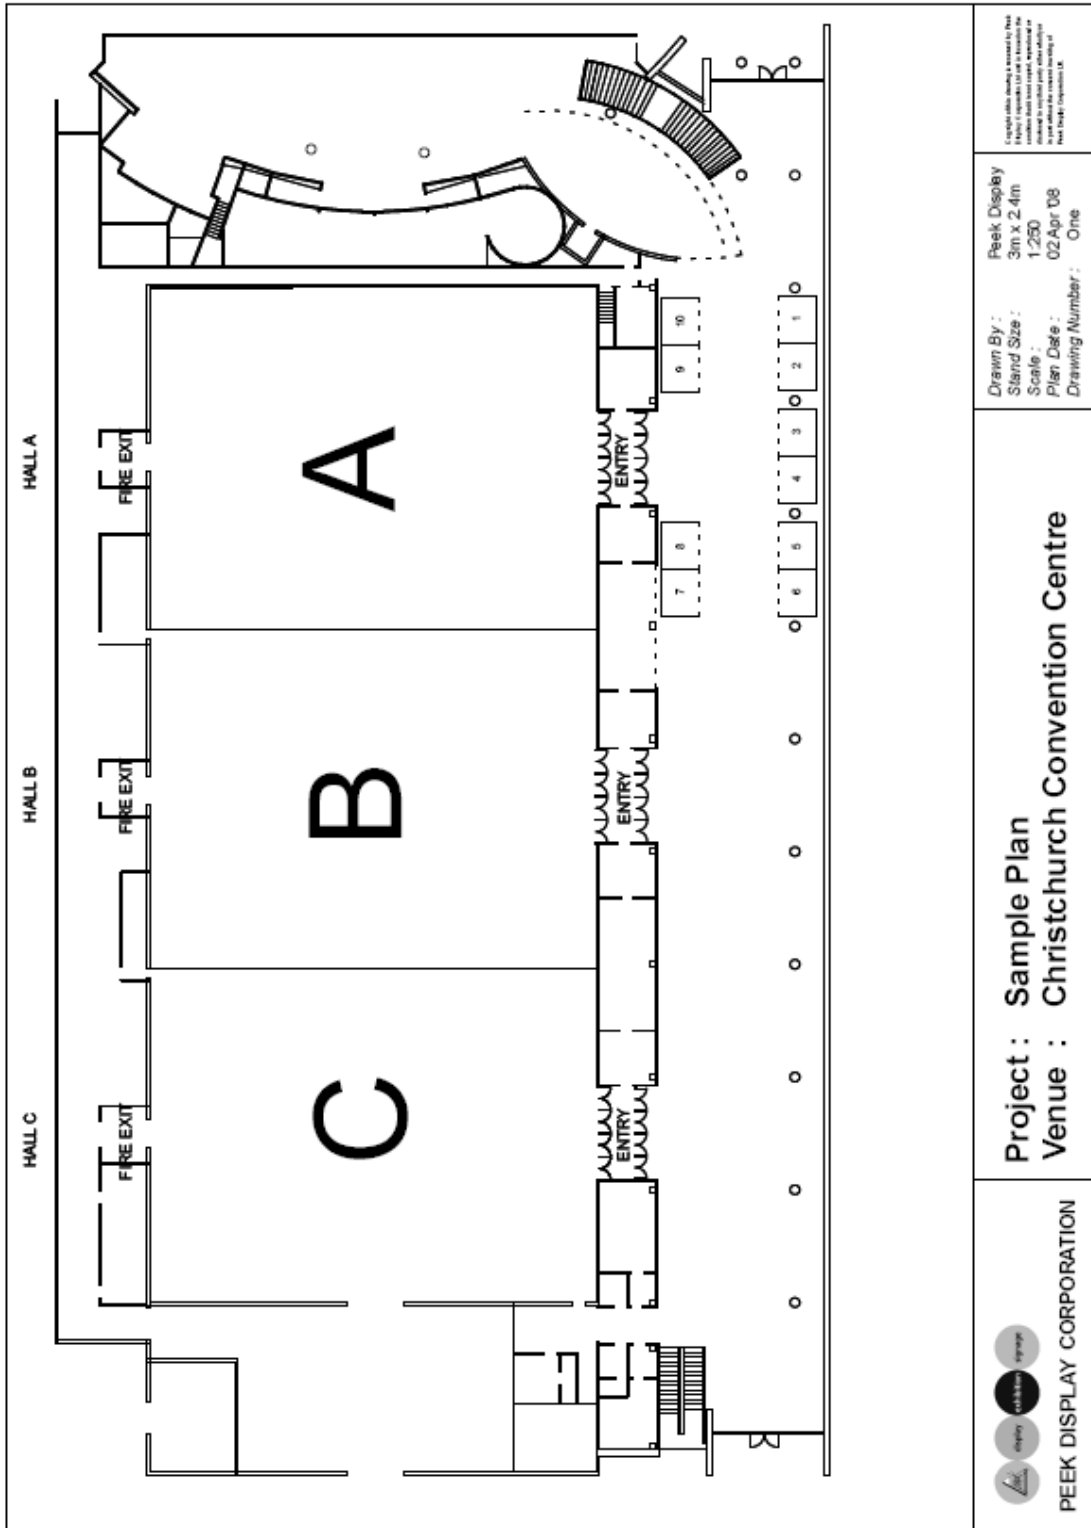 HALL C
HALL B
HALL A
FIRE EXIT
FIRE EXIT
FIRE EXIT
C
B
A
ENTRY
ENTRY
ENTRY
7
8
9
10
6
5
4
3
2
1
display
exhibition
signage
PEEK DISPLAY CORPORATION
Project : Sample Plan
Venue : Christchurch Convention Centre
Drawn By : Peek Display
Stand Size : 3m x 2.4m
Scale : 1:250
Plan Date : 02 Apr '08
Drawing Number : One